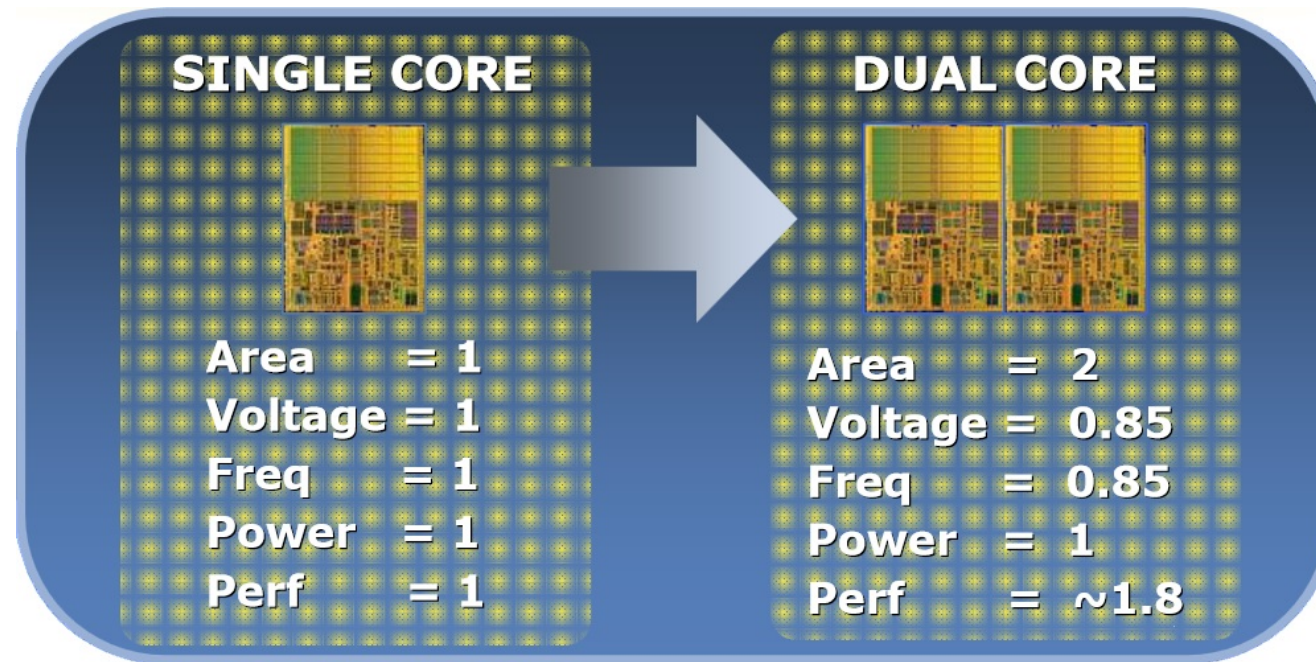 SINGLE CORE
Area = 1
Voltage = 1
Freq = 1
Power = 1
Perf = 1
DUAL CORE
Area = 2
Voltage = 0.85
Freq = 0.85
Power = 1
Perf = ~1.8